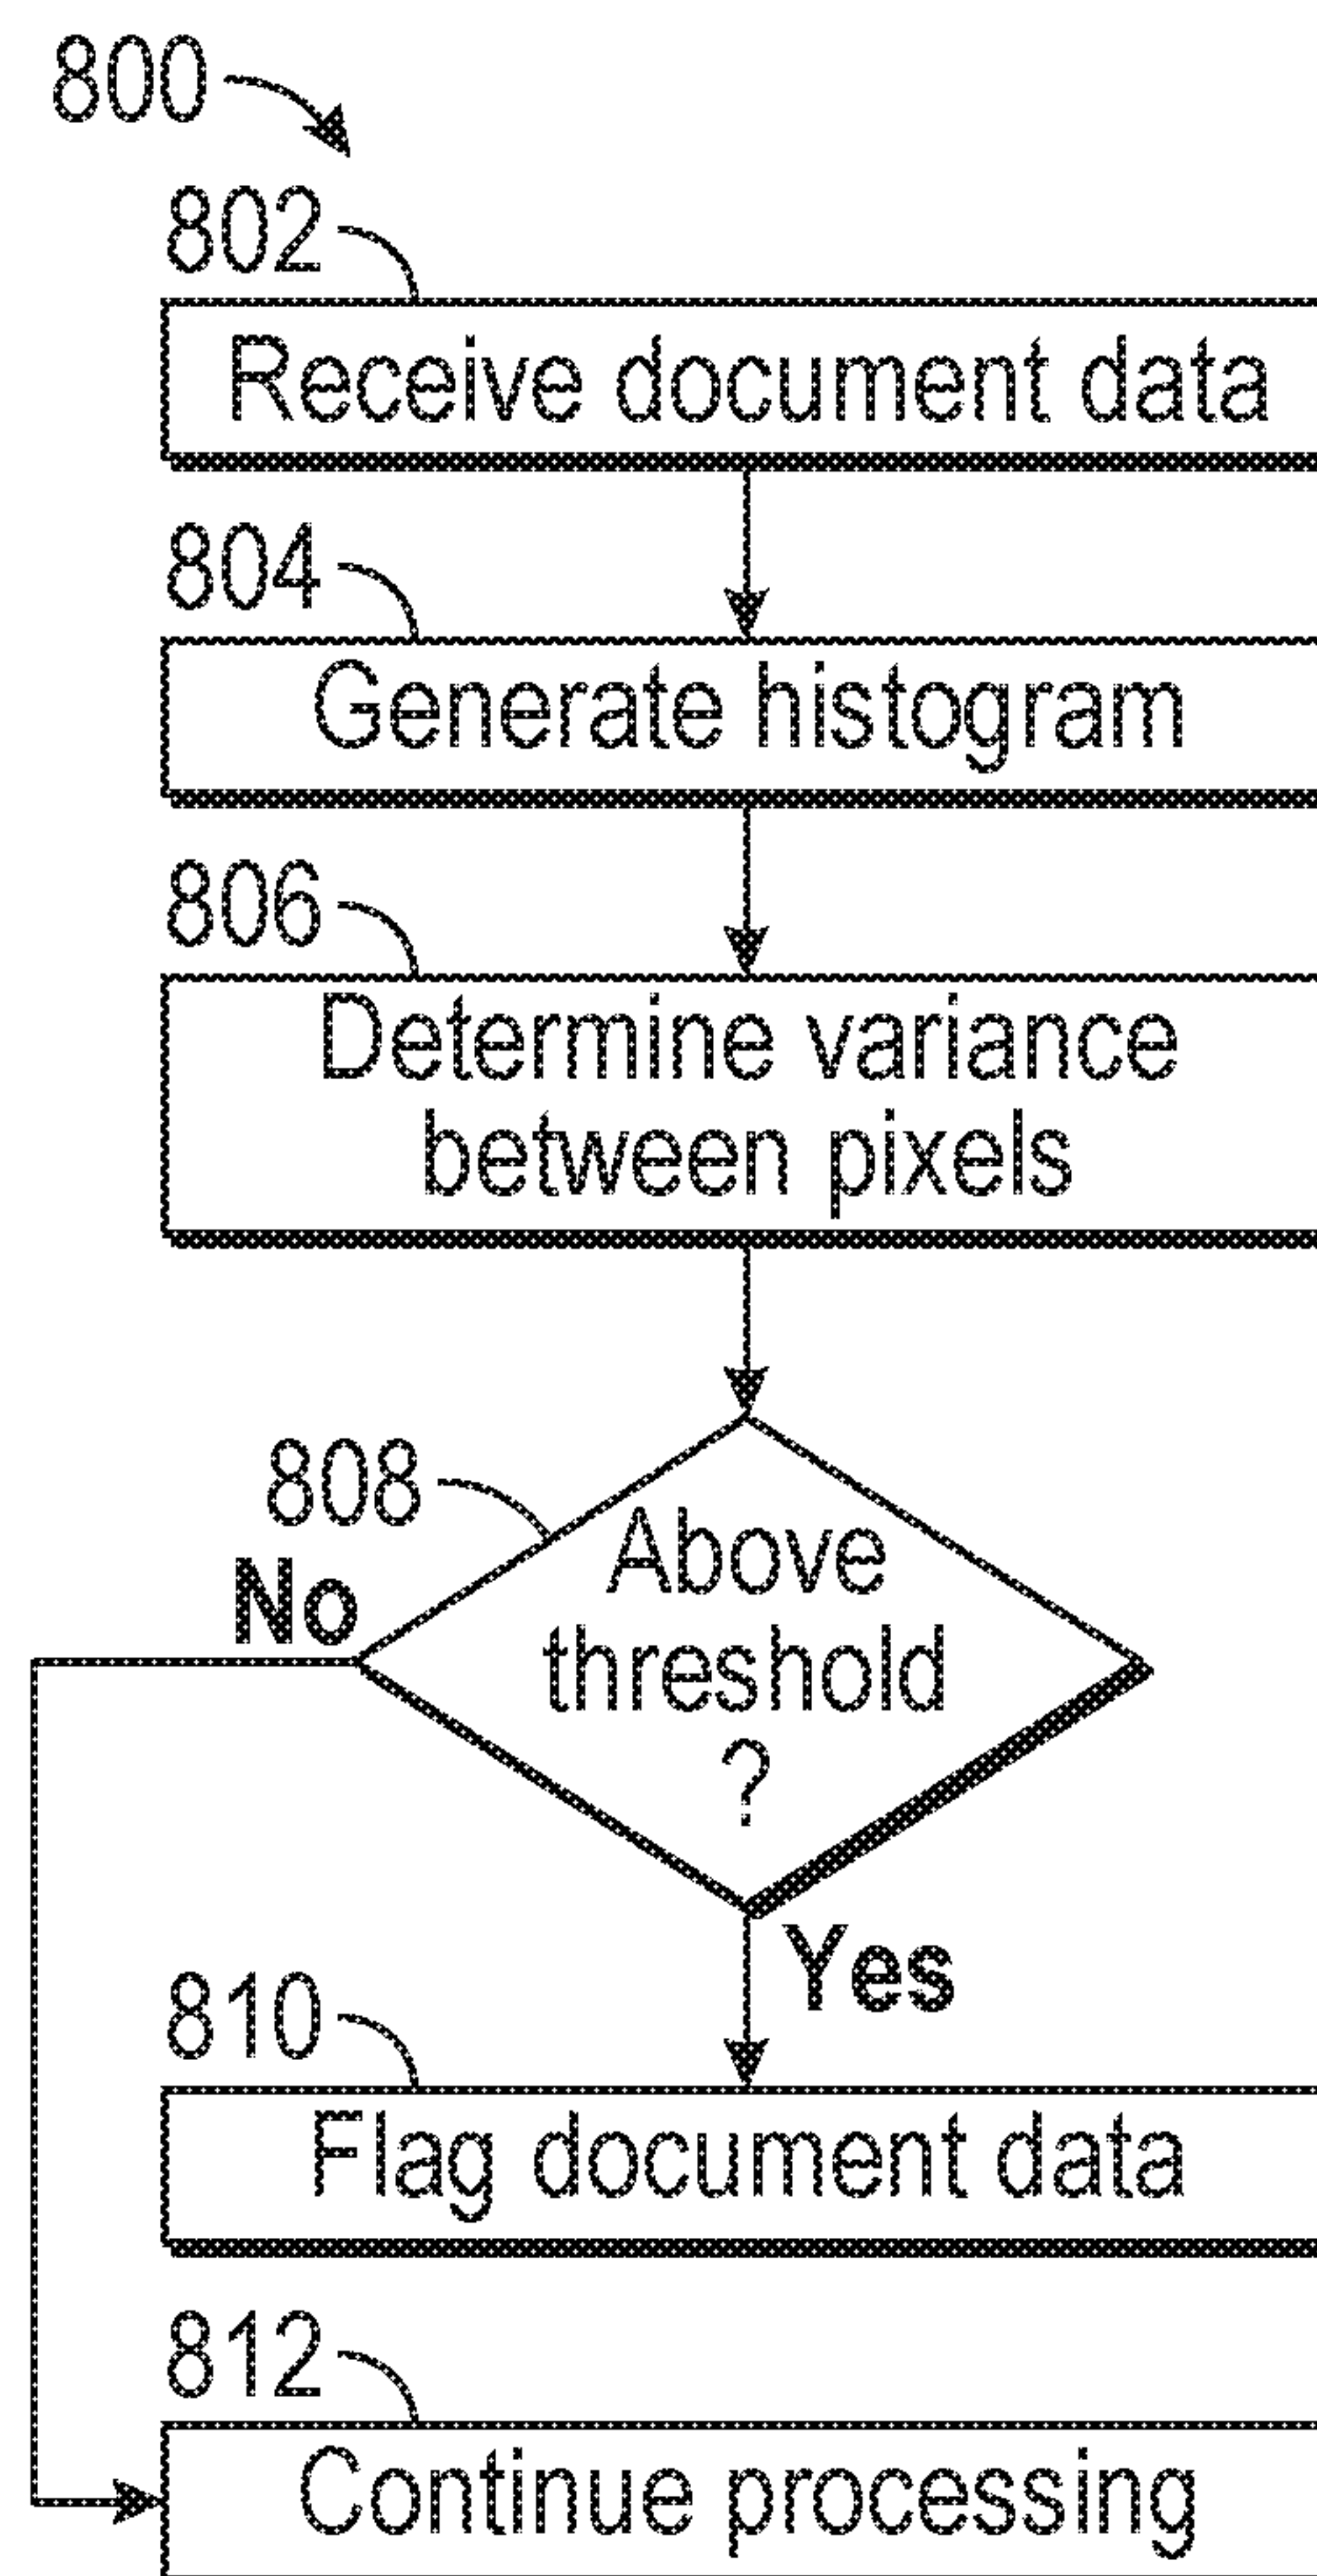 800
802
Receive document data
804
Generate histogram
806
Determine variance
between pixels
808
Above
threshold
?
No
Yes
810
Flag document data
812
Continue processing